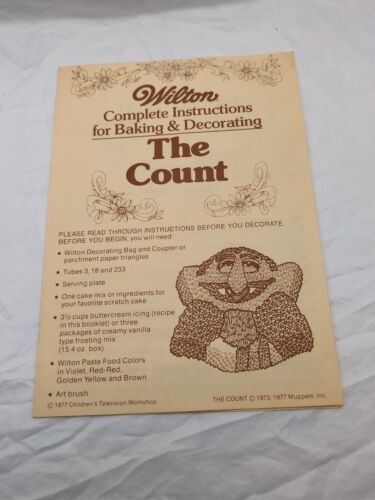 Wilton
Complete Instructions
for Baking & Decorating
The
Count
PLEASE READ THROUGH INSTRUCTIONS BEFORE YOU DECORATE.
BEFORE YOU BEGIN, you will need:
• Wilton Decorating Bag and Coupler or
parchment paper triangles
• Tubes 3, 18 and 233
• Serving plate
• One cake mix or ingredients for
your favorite scratch cake
• 3½ cups buttercream icing (recipe
in this booklet) or three
packages of creamy vanilla
type frosting mix
(15.4 oz. box)
• Wilton Paste Food Colors
in Violet, Red-Red,
Golden Yellow and Brown
• Art brush
© 1977 Children's Television Workshop
THE COUNT © 1973, 1977 Muppets, Inc.